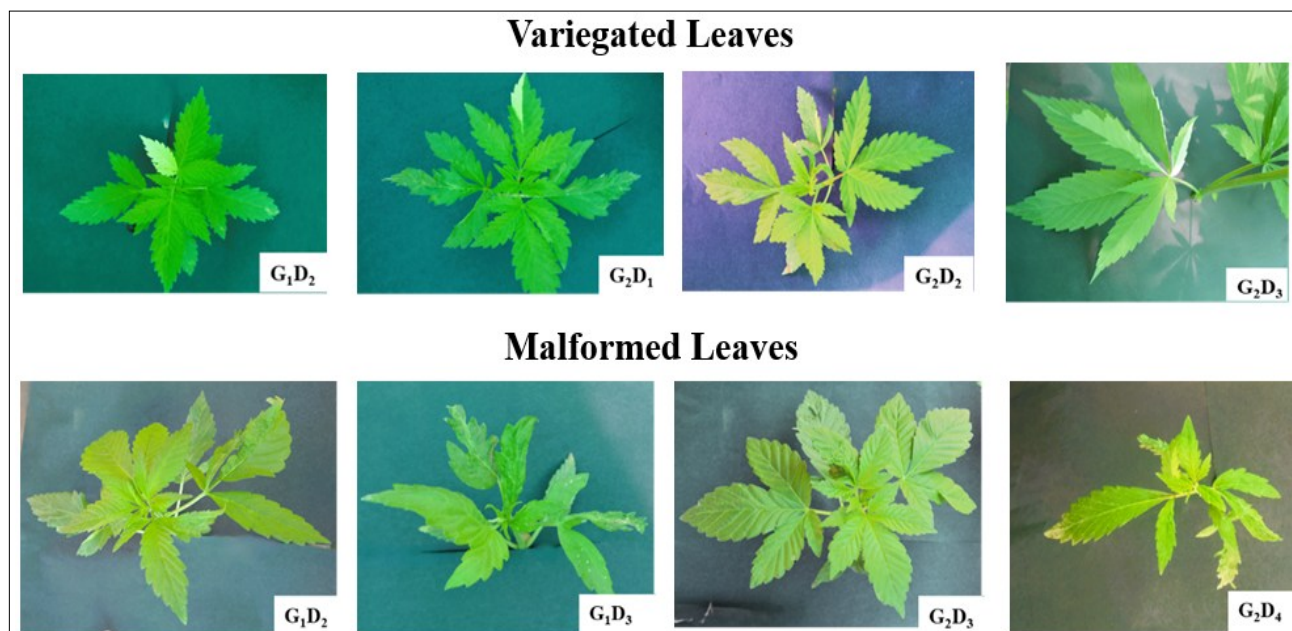 Variegated Leaves
G₁D₂
G₂D₁
G₂D₂
G₂D₃
Malformed Leaves
G₁D₂
G₁D₃
G₂D₃
G₂D₄